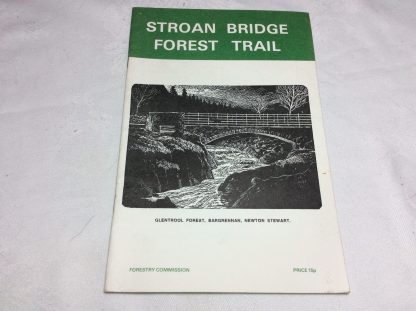 STROAN BRIDGE
FOREST TRAIL
GLENTROOL FOREST, BARGRENNAN, NEWTON STEWART.
FORESTRY COMMISSION PRICE 15p